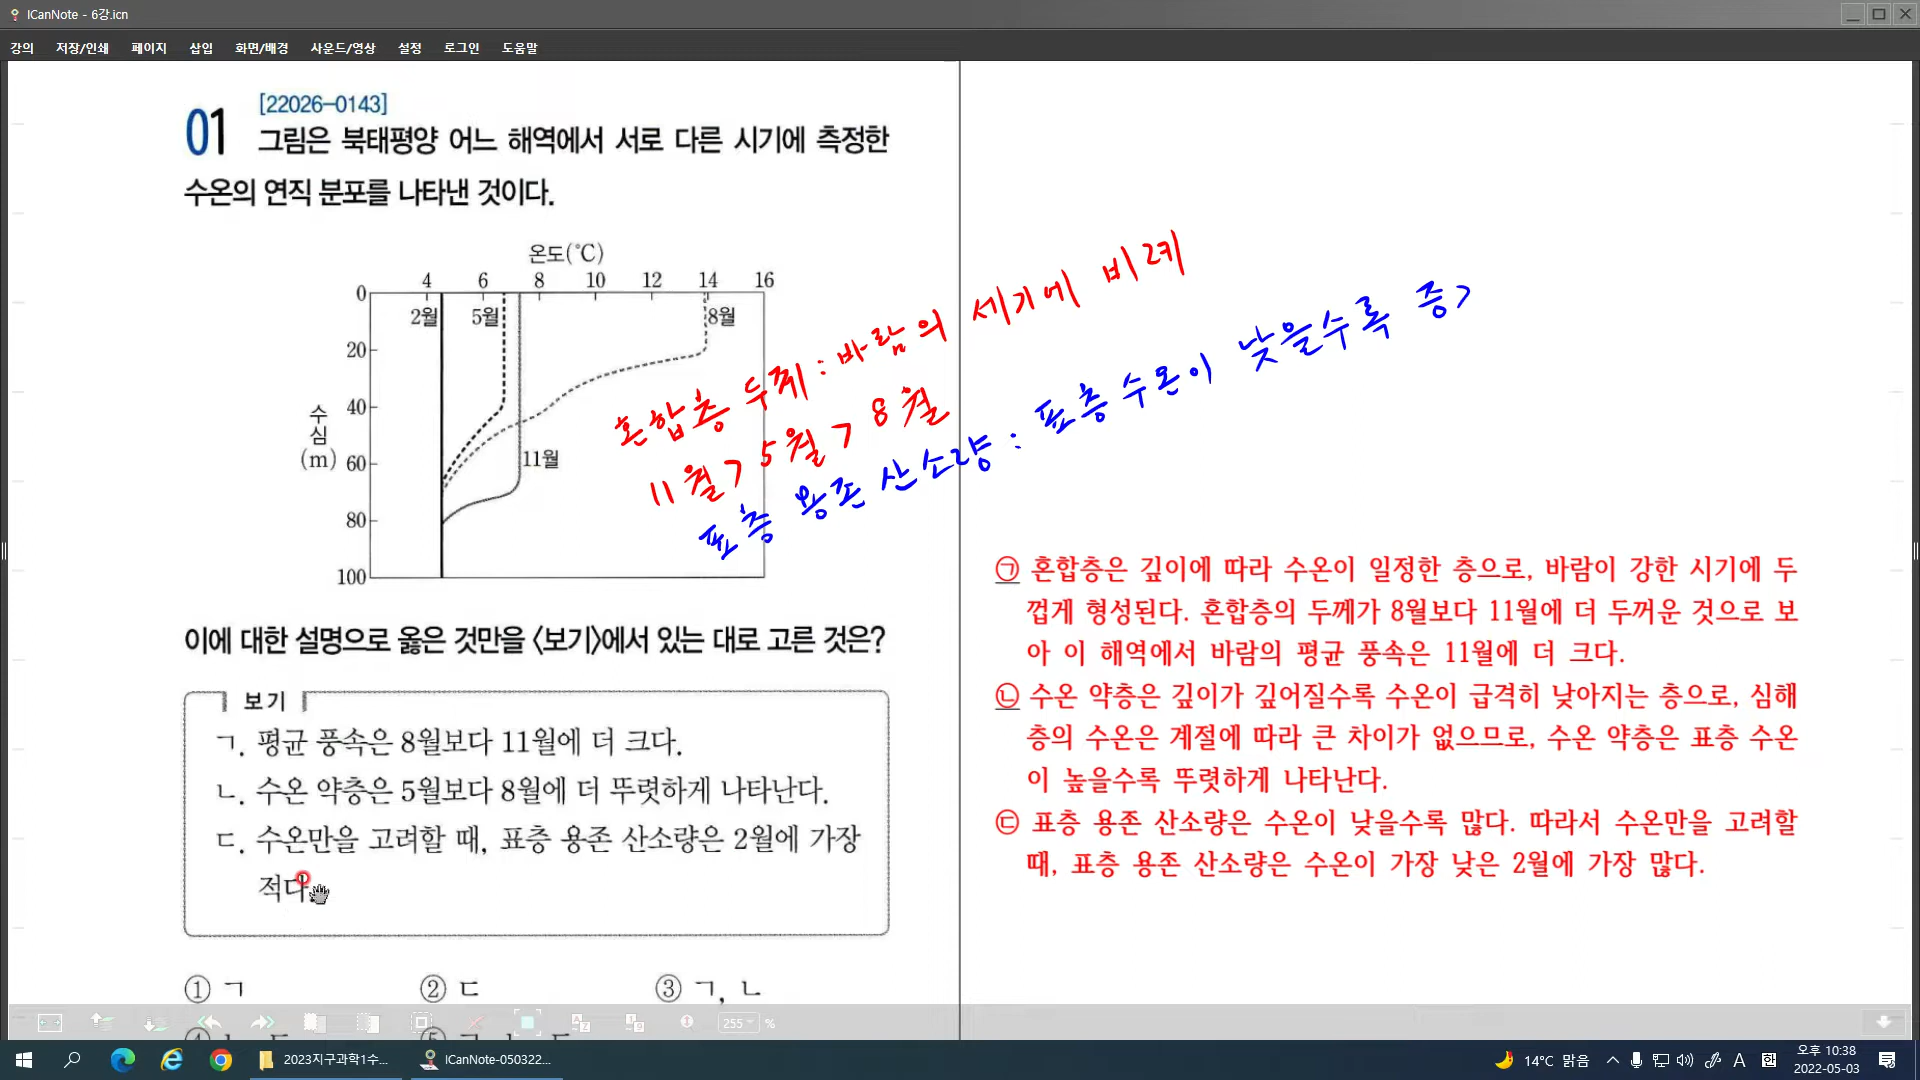 ICanNote - 6강.icn
강의 저장/인쇄 페이지 삽입 화면/배경 사운드/영상 설정 로그인 도움말
[22026-0143]
01 그림은 북태평양 어느 해역에서 서로 다른 시기에 측정한
수온의 연직 분포를 나타낸 것이다.
온도(℃)
4 6 8 10 12 14 16
0
2월 5월 8월
20
40
수심(m)
60
11월
80
100
혼합층 두께 : 바람의 세기에 비례
11월 > 5월 > 8월
표층 용존 산소량 : 표층 수온이 낮을수록 증>
이에 대한 설명으로 옳은 것만을 〈보기〉에서 있는 대로 고른 것은?
보기
ㄱ. 평균 풍속은 8월보다 11월에 더 크다.
ㄴ. 수온 약층은 5월보다 8월에 더 뚜렷하게 나타난다.
ㄷ. 수온만을 고려할 때, 표층 용존 산소량은 2월에 가장
적다.
① ㄱ ② ㄷ ③ ㄱ, ㄴ
④ ㄴ, ㄷ ⑤ ㄱ, ㄴ, ㄷ
㉠ 혼합층은 깊이에 따라 수온이 일정한 층으로, 바람이 강한 시기에 두
껍게 형성된다. 혼합층의 두께가 8월보다 11월에 더 두꺼운 것으로 보
아 이 해역에서 바람의 평균 풍속은 11월에 더 크다.
㉡ 수온 약층은 깊이가 깊어질수록 수온이 급격히 낮아지는 층으로, 심해
층의 수온은 계절에 따라 큰 차이가 없으므로, 수온 약층은 표층 수온
이 높을수록 뚜렷하게 나타난다.
㉢ 표층 용존 산소량은 수온이 낮을수록 많다. 따라서 수온만을 고려할
때, 표층 용존 산소량은 수온이 가장 낮은 2월에 가장 많다.
255 %
2023지구과학1수... ICanNote-050322...
14°C 맑음 A 한 오후 10:38
2022-05-03